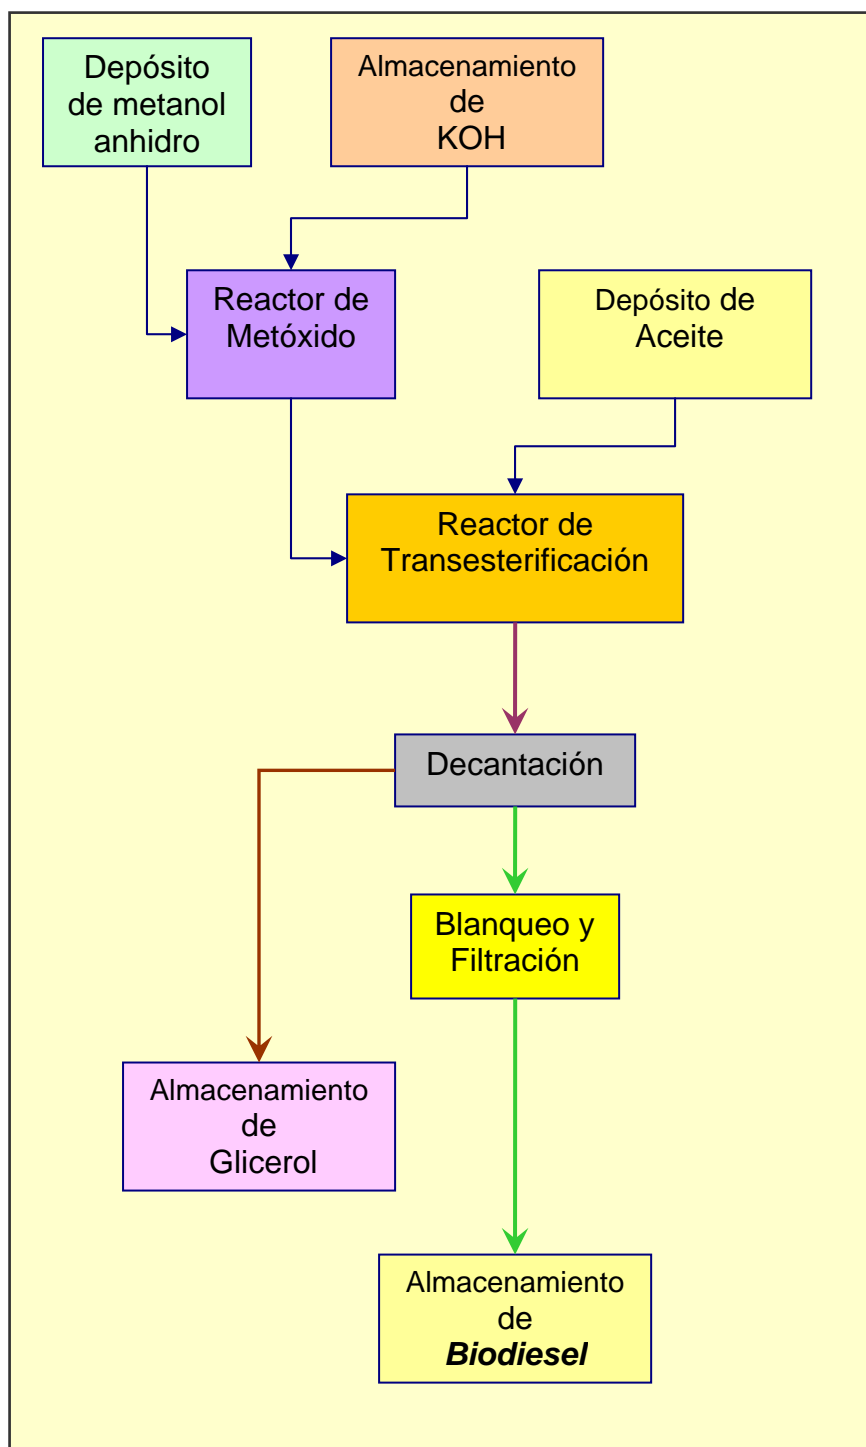 Depósito
de metanol
anhidro
Almacenamiento
de
KOH
Reactor de
Metóxido
Depósito de
Aceite
Reactor de
Transesterificación
Decantación
Blanqueo y
Filtración
Almacenamiento
de
Glicerol
Almacenamiento
de
Biodiesel